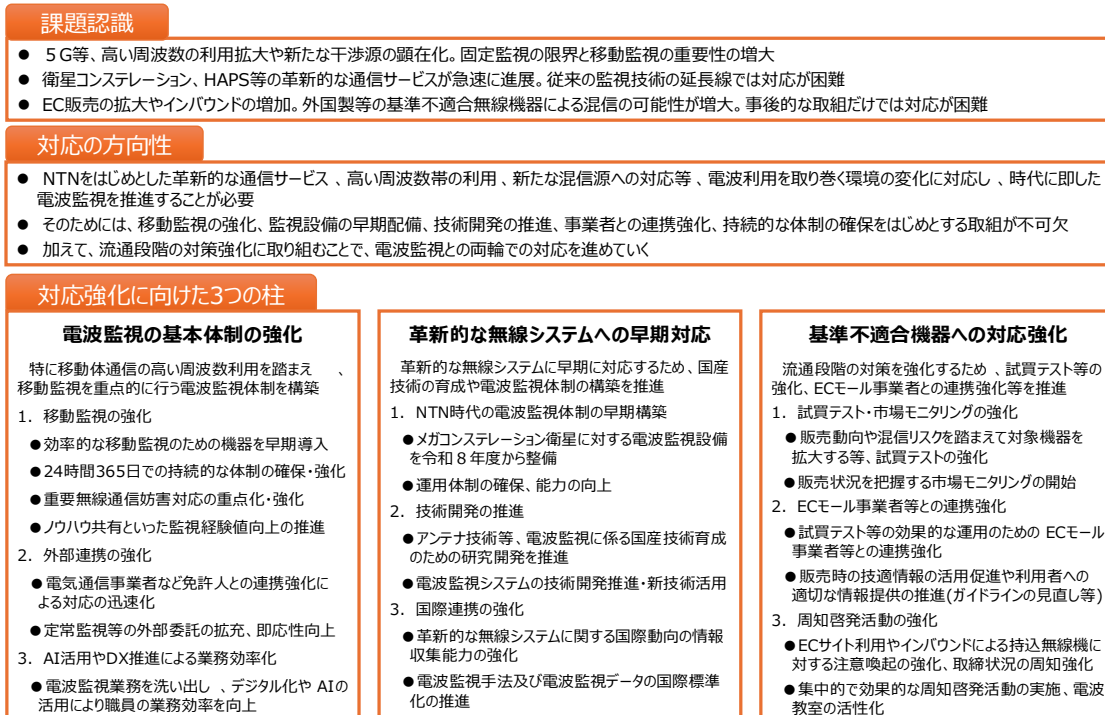 課題認識
● 5G等、高い周波数の利用拡大や新たな干渉源の顕在化。固定監視の限界と移動監視の重要性の増大
● 衛星コンステレーション、HAPS等の革新的な通信サービスが急速に進展。従来の監視技術の延長線では対応が困難
● EC販売の拡大やインバウンドの増加。外国製等の基準不適合無線機器による混信の可能性が増大。事後的な取組だけでは対応が困難
対応の方向性
● NTNをはじめとした革新的な通信サービス、高い周波数帯の利用、新たな混信源への対応等、電波利用を取り巻く環境の変化に対応し、時代に即した
電波監視を推進することが必要
● そのためには、移動監視の強化、監視設備の早期配備、技術開発の推進、事業者との連携強化、持続的な体制の確保をはじめとする取組が不可欠
● 加えて、流通段階の対策強化に取り組むことで、電波監視との両輪での対応を進めていく
対応強化に向けた3つの柱
電波監視の基本体制の強化
特に移動体通信の高い周波数利用を踏まえ、
移動監視を重点的に行う電波監視体制を構築
1. 移動監視の強化
●効率的な移動監視のための機器を早期導入
●24時間365日での持続的な体制の確保・強化
●重要無線通信妨害対応の重点化・強化
●ノウハウ共有といった監視経験値向上の推進
2. 外部連携の強化
●電気通信事業者など免許人との連携強化に
よる対応の迅速化
●定常監視等の外部委託の拡充、即応性向上
3. AI活用やDX推進による業務効率化
●電波監視業務を洗い出し、デジタル化や AIの
活用により職員の業務効率を向上
革新的な無線システムへの早期対応
革新的な無線システムに早期に対応するため、国産
技術の育成や電波監視体制の構築を推進
1. NTN時代の電波監視体制の早期構築
●メガコンステレーション衛星に対する電波監視設備
を令和8年度から整備
●運用体制の確保、能力の向上
2. 技術開発の推進
●アンテナ技術等、電波監視に係る国産技術育成
のための研究開発を推進
●電波監視システムの技術開発推進・新技術活用
3. 国際連携の強化
●革新的な無線システムに関する国際動向の情報
収集能力の強化
●電波監視手法及び電波監視データの国際標準
化の推進
基準不適合機器への対応強化
流通段階の対策を強化するため、試買テスト等の
強化、ECモール事業者との連携強化等を推進
1. 試買テスト・市場モニタリングの強化
●販売動向や混信リスクを踏まえて対象機器を
拡大する等、試買テストの強化
●販売状況を把握する市場モニタリングの開始
2. ECモール事業者等との連携強化
●試買テスト等の効果的な運用のための ECモール
事業者等との連携強化
●販売時の技適情報の活用促進や利用者への
適切な情報提供の推進(ガイドラインの見直し等)
3. 周知啓発活動の強化
●ECサイト利用やインバウンドによる持込無線機に
対する注意喚起の強化、取締状況の周知強化
●集中的で効果的な周知啓発活動の実施、電波
教室の活性化